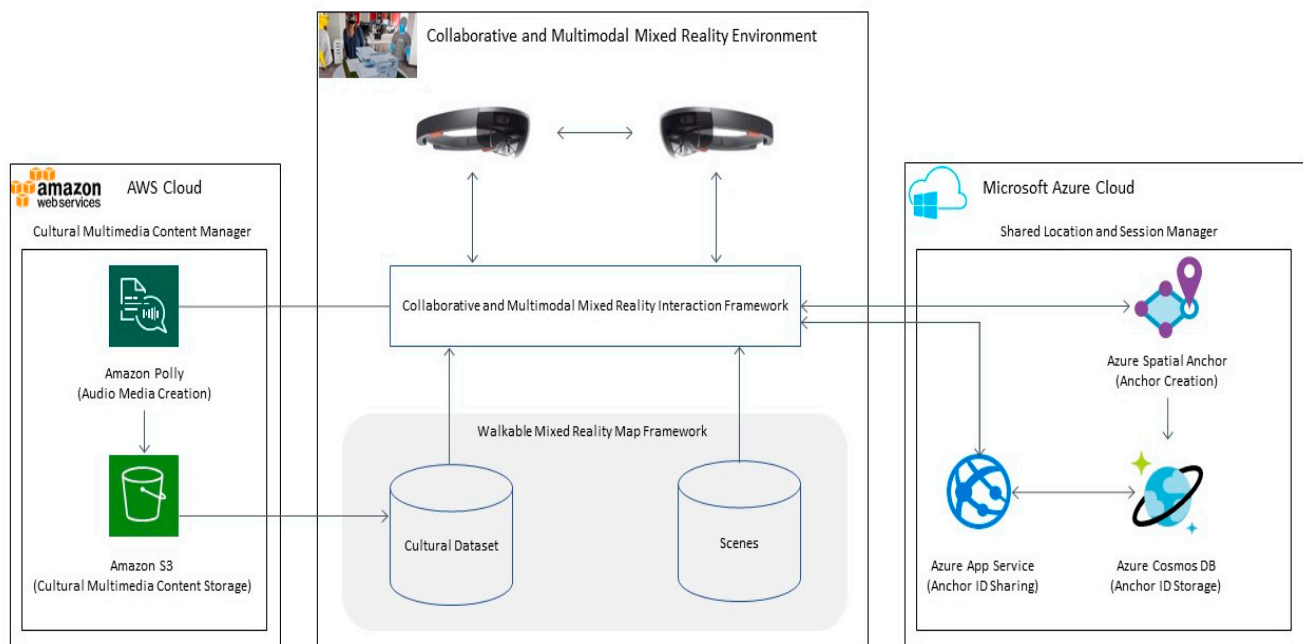 Collaborative and Multimodal Mixed Reality Environment
amazon
webservices
AWS Cloud
Cultural Multimedia Content Manager
Amazon Polly
(Audio Media Creation)
Amazon S3
(Cultural Multimedia Content Storage)
Collaborative and Multimodal Mixed Reality Interaction Framework
Walkable Mixed Reality Map Framework
Cultural Dataset
Scenes
Microsoft Azure Cloud
Shared Location and Session Manager
Azure Spatial Anchor
(Anchor Creation)
Azure App Service
(Anchor ID Sharing)
Azure Cosmos DB
(Anchor ID Storage)